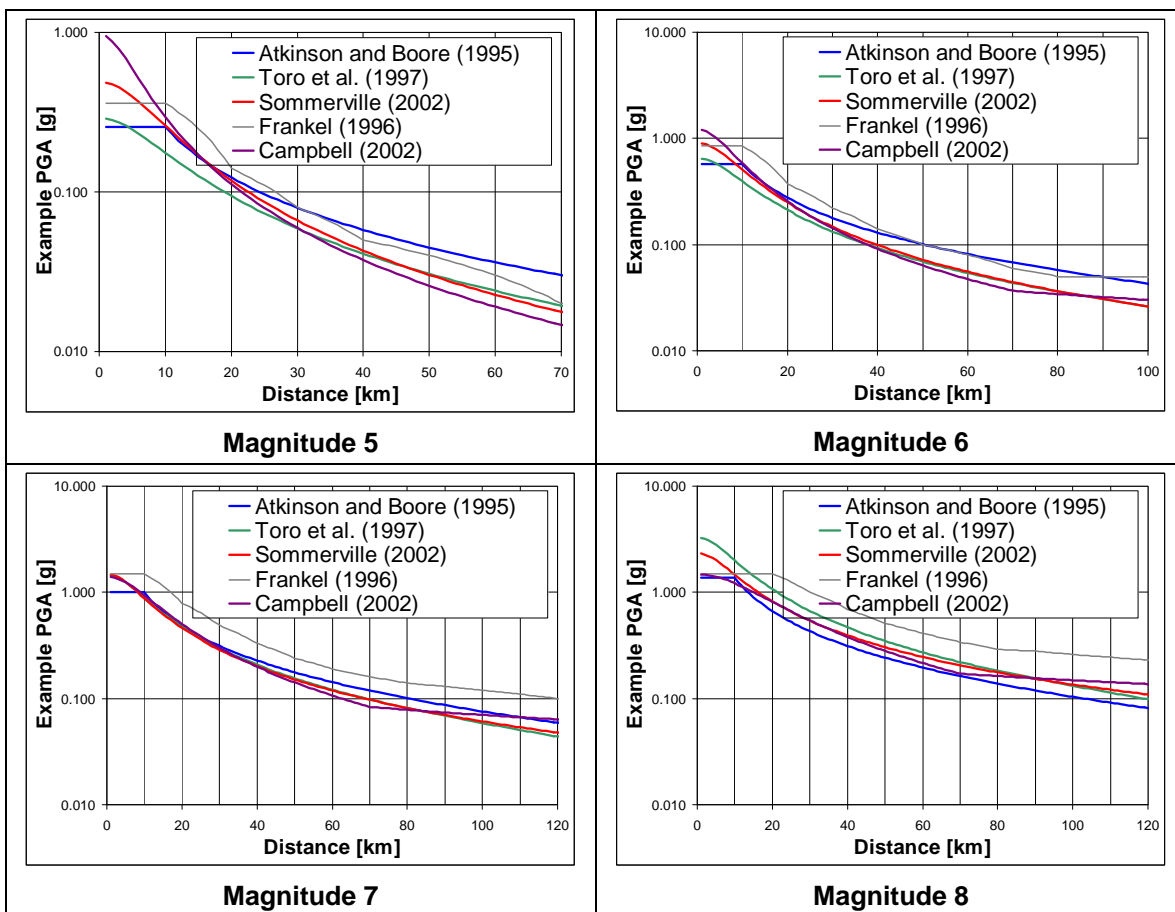 1.000
0.100
0.010
Example PGA [g]
Atkinson and Boore (1995)
Toro et al. (1997)
Sommerville (2002)
Frankel (1996)
Campbell (2002)
0 10 20 30 40 50 60 70
Distance [km]
Magnitude 5
10.000
1.000
0.100
0.010
Example PGA [g]
Atkinson and Boore (1995)
Toro et al. (1997)
Sommerville (2002)
Frankel (1996)
Campbell (2002)
0 20 40 60 80 100
Distance [km]
Magnitude 6
10.000
1.000
0.100
0.010
Example PGA [g]
Atkinson and Boore (1995)
Toro et al. (1997)
Sommerville (2002)
Frankel (1996)
Campbell (2002)
0 20 40 60 80 100 120
Distance [km]
Magnitude 7
10.000
1.000
0.100
0.010
Example PGA [g]
Atkinson and Boore (1995)
Toro et al. (1997)
Sommerville (2002)
Frankel (1996)
Campbell (2002)
0 20 40 60 80 100 120
Distance [km]
Magnitude 8